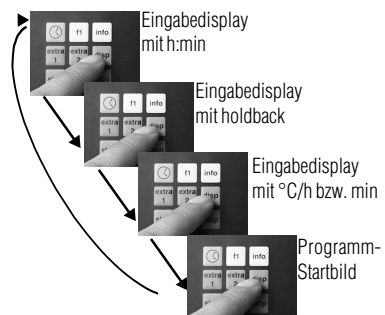 Eingabedisplay
mit h:min
f1 info
extra 1 extra 2 disp
Eingabedisplay
mit holdback
f1 info
extra 1 extra 2 disp
Eingabedisplay
mit °C/h bzw. min
f1 info
extra 1 extra 2 disp
Programm-
Startbild
f1 info
extra 1 extra 2 disp